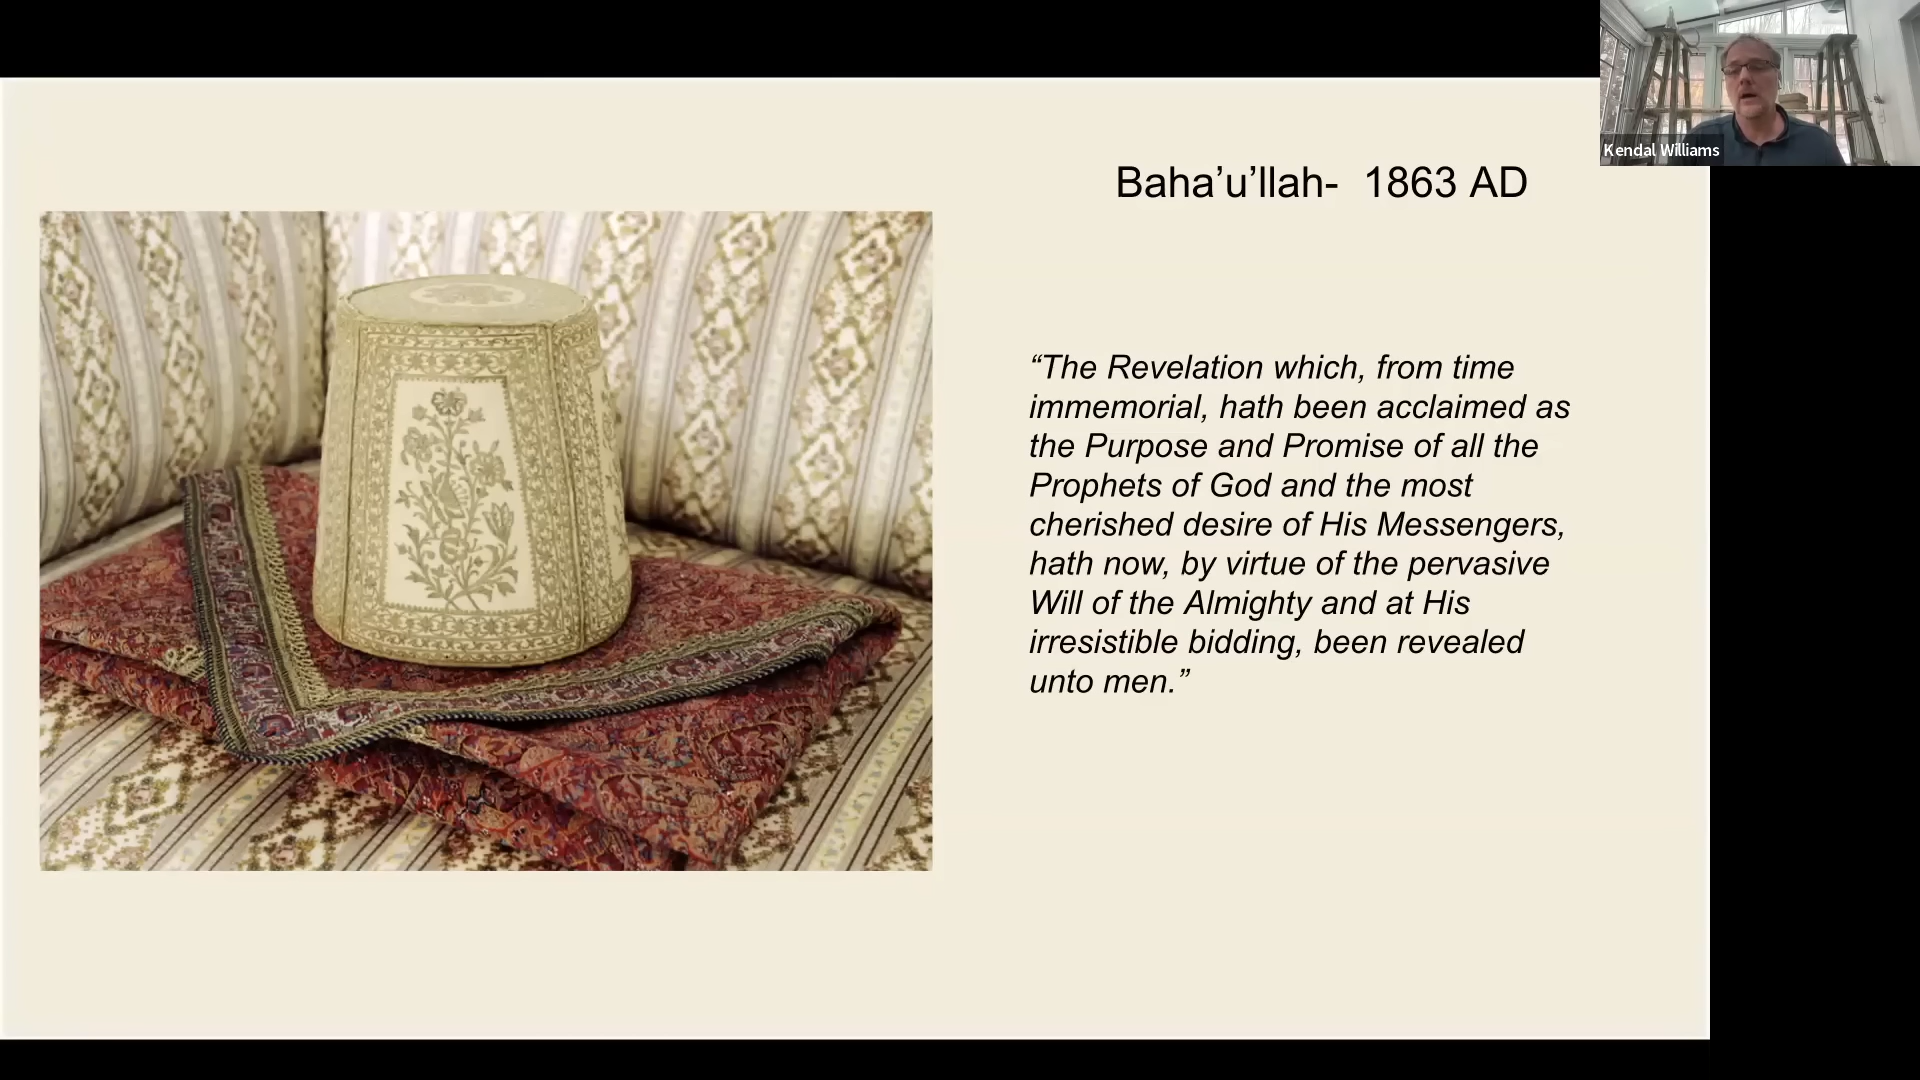 Kendal Williams
Baha’u’llah-  1863 AD
“The Revelation which, from time
immemorial, hath been acclaimed as
the Purpose and Promise of all the
Prophets of God and the most
cherished desire of His Messengers,
hath now, by virtue of the pervasive
Will of the Almighty and at His
irresistible bidding, been revealed
unto men.”